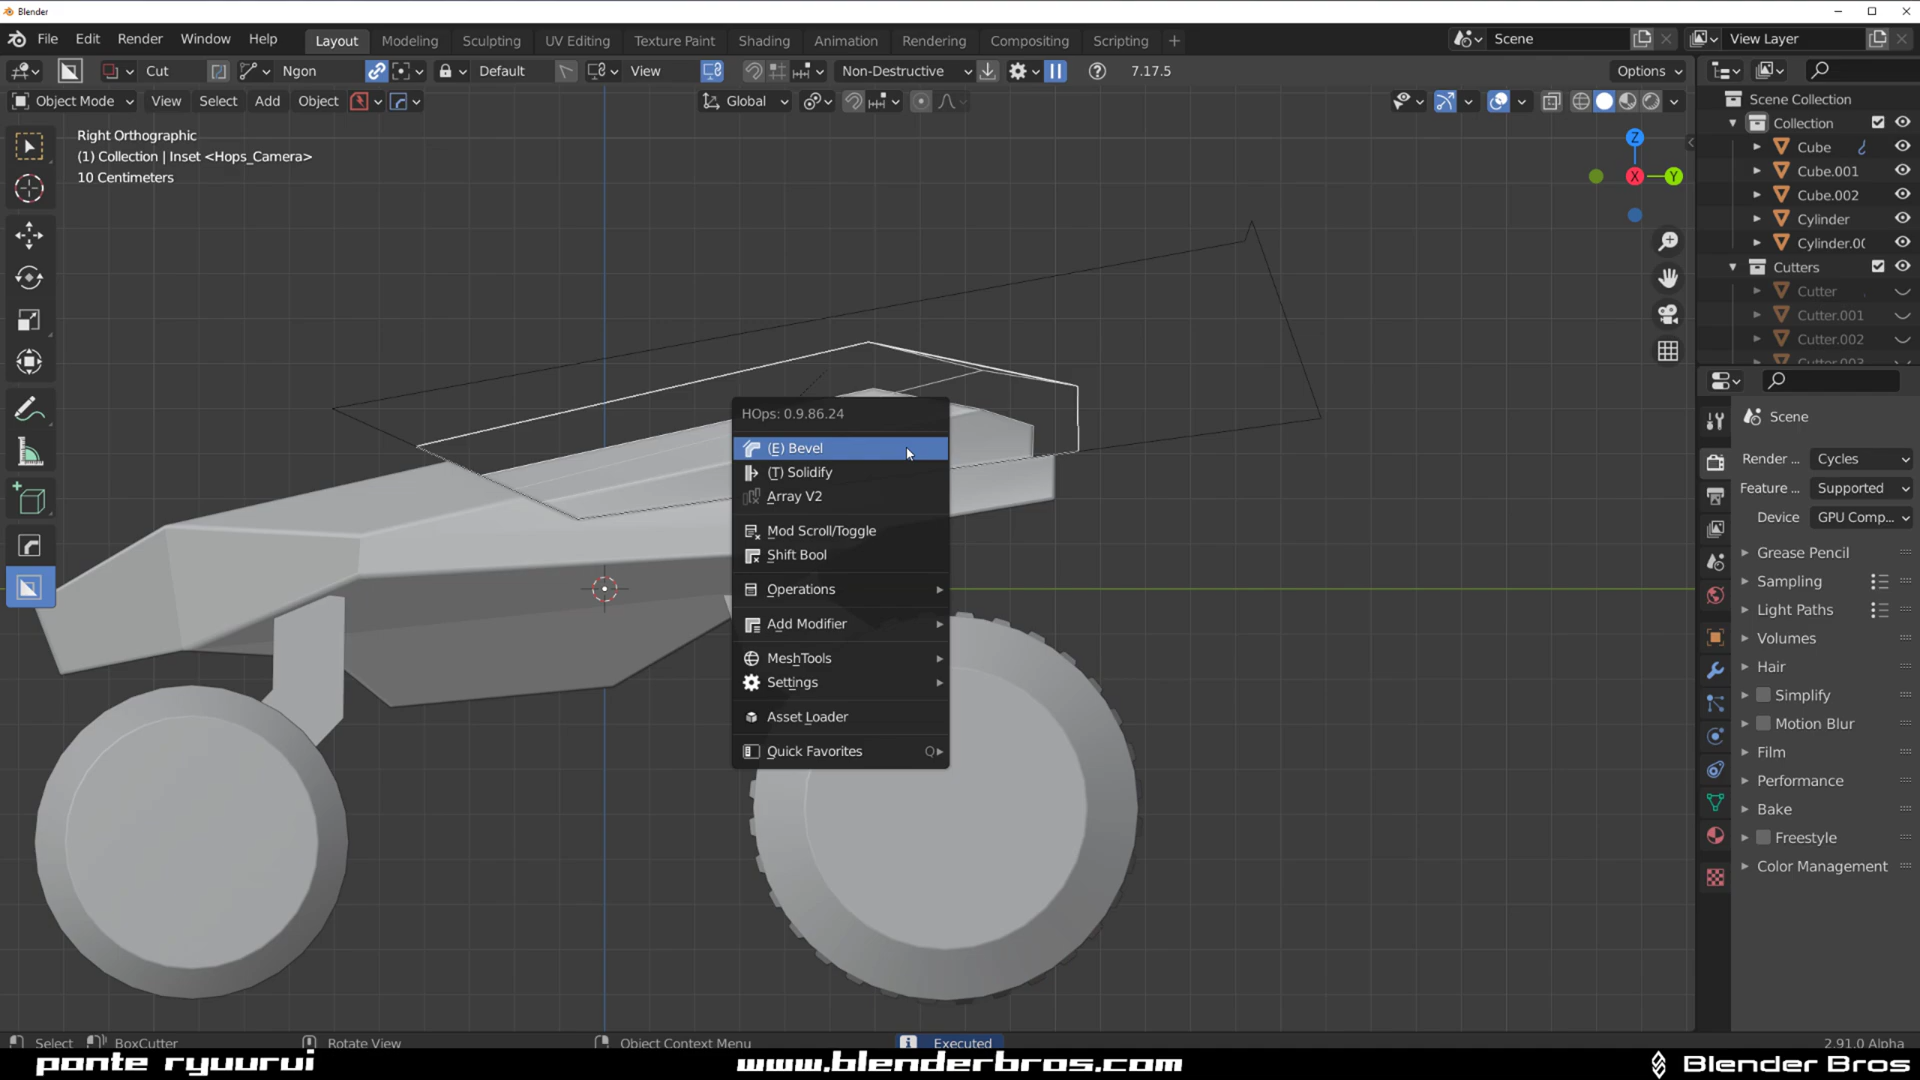 Blender
File Edit Render Window Help Layout Modeling Sculpting UV Editing Texture Paint Shading Animation Rendering Compositing Scripting + Scene View Layer
Cut Ngon Default View Non-Destructive 7.17.5 Options
Object Mode View Select Add Object Global
Right Orthographic
(1) Collection | Inset <Hops_Camera>
10 Centimeters
Z
X
Y
HOps: 0.9.86.24
(E) Bevel
(T) Solidify
Array V2
Mod Scroll/Toggle
Shift Bool
Operations
Add Modifier
MeshTools
Settings
Asset Loader
Quick Favorites Q
Scene Collection
Collection
Cube
Cube.001
Cube.002
Cylinder
Cylinder.00
Cutters
Cutter
Cutter.001
Cutter.002
Cutter.003
Scene
Render ... Cycles
Feature ... Supported
Device GPU Comp...
Grease Pencil
Sampling
Light Paths
Volumes
Hair
Simplify
Motion Blur
Film
Performance
Bake
Freestyle
Color Management
Select BoxCutter Rotate View Object Context Menu Executed 2.91.0 Alpha
ponte ryuurui www.blenderbros.com Blender Bros